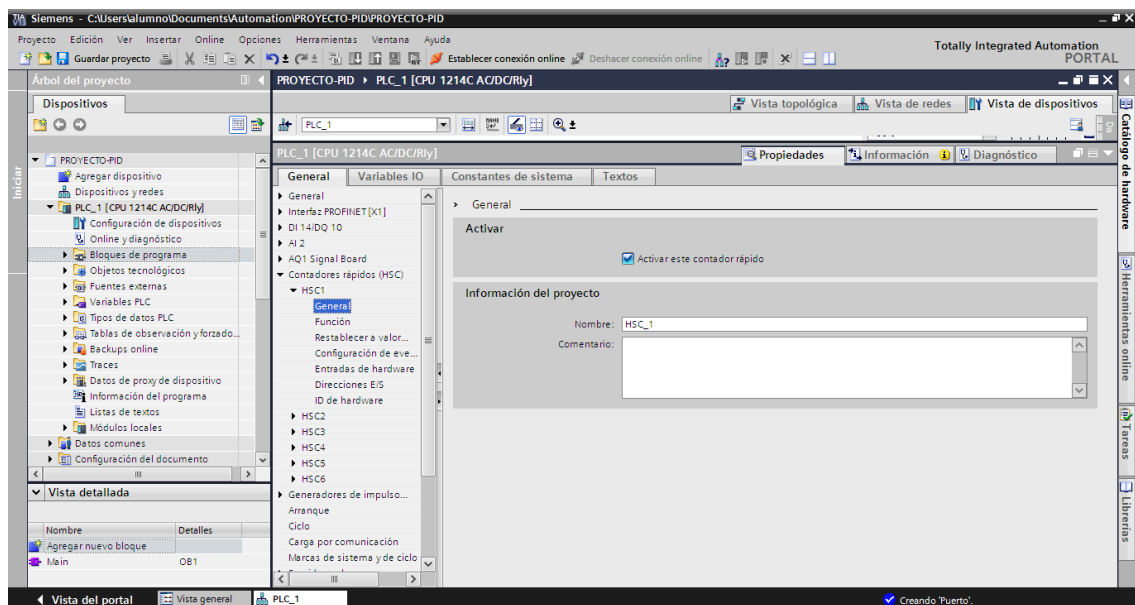 Siemens - C:\Users\alumno\Documents\Automation\PROYECTO-PID\PROYECTO-PID
Proyecto Edición Ver Insertar Online Opciones Herramientas Ventana Ayuda
Totally Integrated Automation
PORTAL
Guardar proyecto
Establecer conexión online
Deshacer conexión online
Árbol del proyecto
PROYECTO-PID
PLC_1 [CPU 1214C AC/DC/Rly]
Dispositivos
Vista topológica
Vista de redes
Vista de dispositivos
PLC_1
Iniciar
PROYECTO-PID
Agregar dispositivo
Dispositivos y redes
PLC_1 [CPU 1214C AC/DC/Rly]
Configuración de dispositivos
Online y diagnóstico
Bloques de programa
Objetos tecnológicos
Fuentes externas
Variables PLC
Tipos de datos PLC
Tablas de observación y forzado...
Backups online
Traces
Datos de proxy de dispositivo
Información del programa
Listas de textos
Módulos locales
Datos comunes
Configuración del documento
Vista detallada
Nombre
Detalles
Agregar nuevo bloque
Main
OB1
PLC_1 [CPU 1214C AC/DC/Rly]
Propiedades
Información
Diagnóstico
General
Variables IO
Constantes de sistema
Textos
General
Interfaz PROFINET [X1]
DI 14/DQ 10
AI 2
AQ1 Signal Board
Contadores rápidos (HSC)
HSC1
General
Función
Restablecer a valor...
Configuración de eve...
Entradas de hardware
Direcciones E/S
ID de hardware
HSC2
HSC3
HSC4
HSC5
HSC6
Generadores de impulso...
Arranque
Ciclo
Carga por comunicación
Marcas de sistema y de ciclo
General
Activar
Activar este contador rápido
Información del proyecto
Nombre:
HSC_1
Comentario:
Catálogo de hardware
Herramientas online
Tareas
Librerías
Vista del portal
Vista general
PLC_1
Creando 'Puerto'.